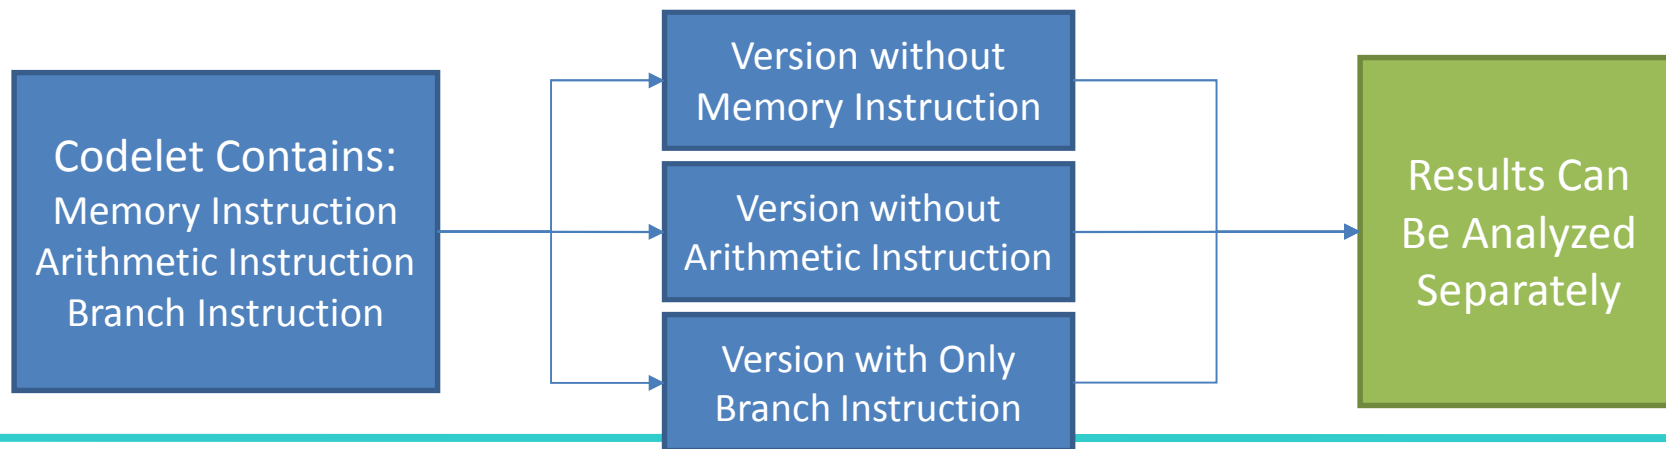 Codelet Contains:
Memory Instruction
Arithmetic Instruction
Branch Instruction
Version without
Memory Instruction
Version without
Arithmetic Instruction
Version with Only
Branch Instruction
Results Can
Be Analyzed
Separately